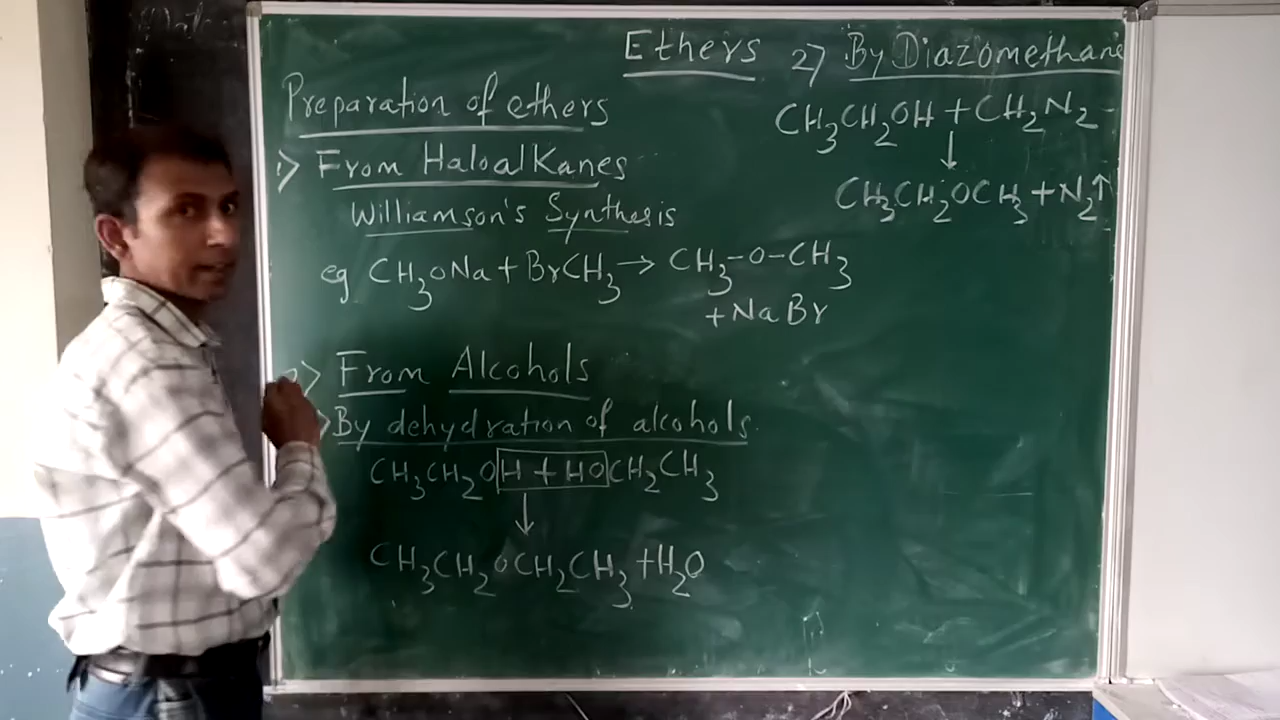 Ethers
Preparation of ethers
1) From Haloalkanes
Williamson's Synthesis
eg CH₃ONa + BrCH₃ → CH₃-O-CH₃
+ NaBr
> From Alcohols
> By dehydration of alcohols.
CH₃CH₂OH + HOCH₂CH₃
↓
CH₃CH₂OCH₂CH₃ + H₂O
2) By Diazomethane
CH₃CH₂OH + CH₂N₂
↓
CH₃CH₂OCH₃ + N₂↑